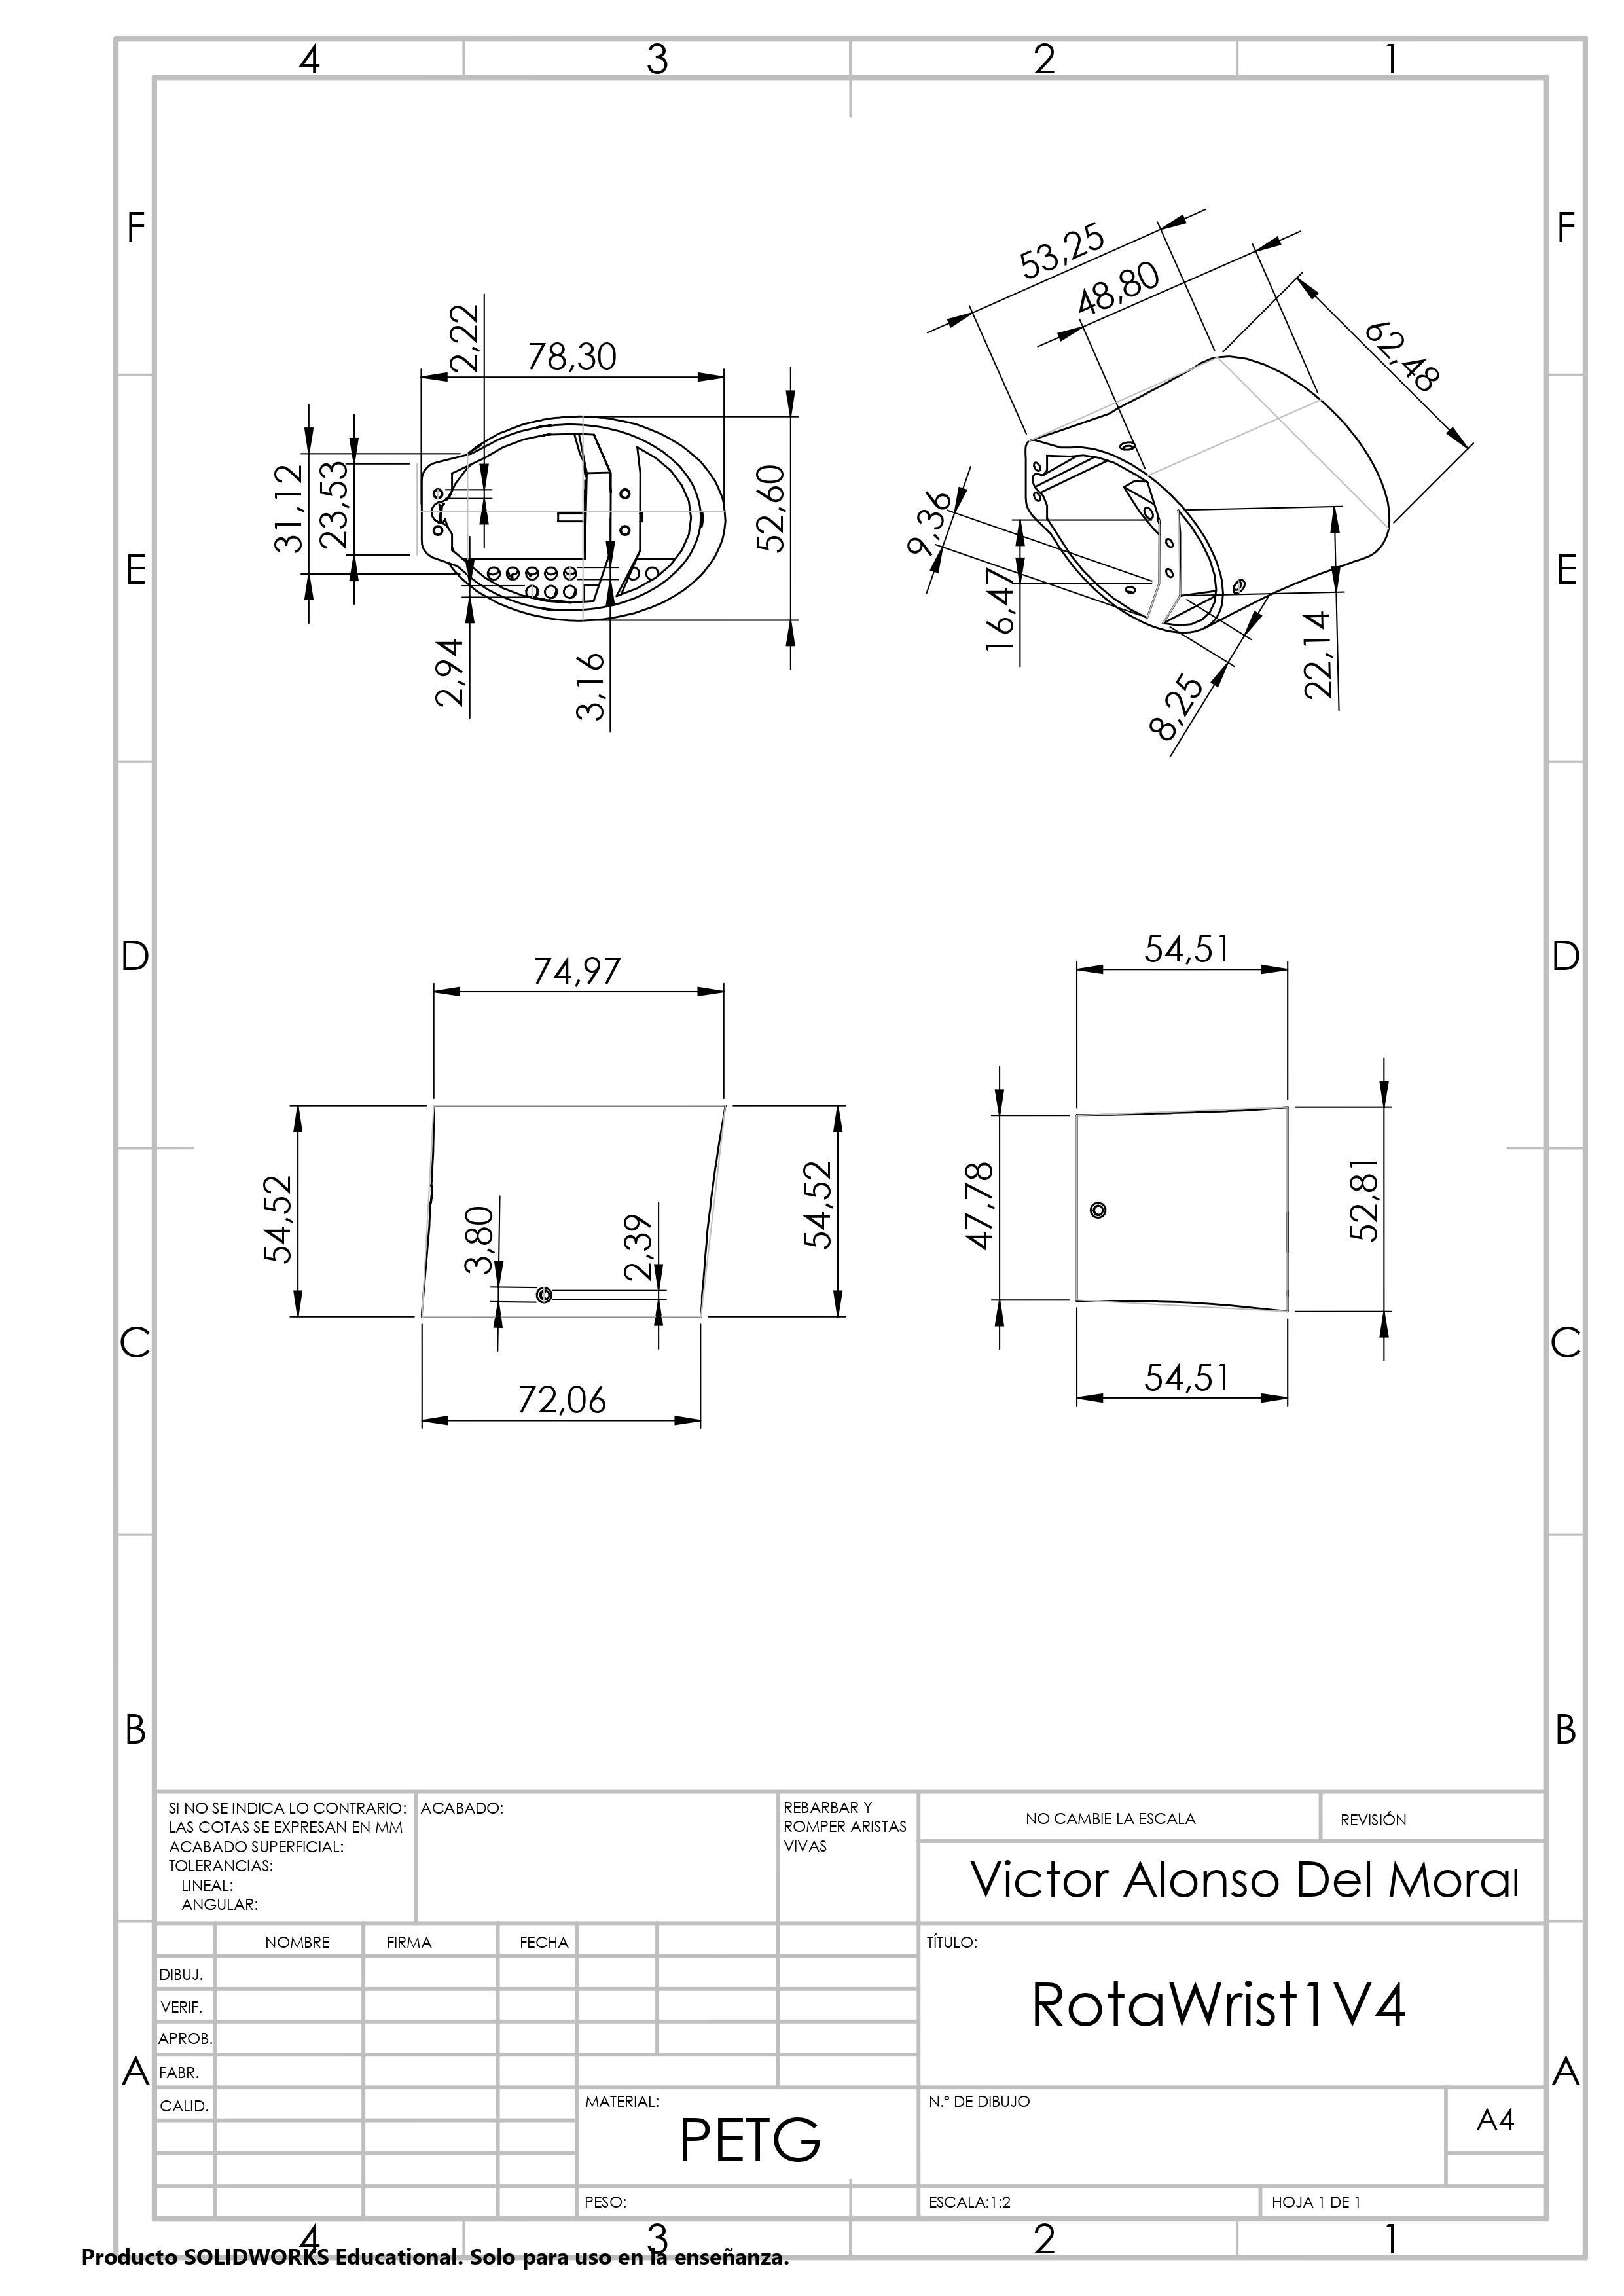 4 3 2 1
F F
53,25
48,80
62,48
2,22
78,30
31,12
23,53
52,60
9,36
E E
16,47
2,94
3,16
22,14
8,25
D D
74,97
54,51
54,52
3,80
2,39
54,52
47,78
52,81
C C
72,06
54,51
B B
SI NO SE INDICA LO CONTRARIO:
LAS COTAS SE EXPRESAN EN MM
ACABADO SUPERFICIAL:
TOLERANCIAS:
LINEAL:
ANGULAR:
ACABADO:
REBARBAR Y
ROMPER ARISTAS
VIVAS
NO CAMBIE LA ESCALA
REVISIÓN
Victor Alonso Del Moral
NOMBRE FIRMA FECHA
TÍTULO:
DIBUJ.
VERIF.
APROB.
FABR.
CALID.
RotaWrist1V4
A A
MATERIAL:
PETG
N.º DE DIBUJO
A4
PESO:
ESCALA:1:2
HOJA 1 DE 1
4 3 2 1
Producto SOLIDWORKS Educational. Solo para uso en la enseñanza.